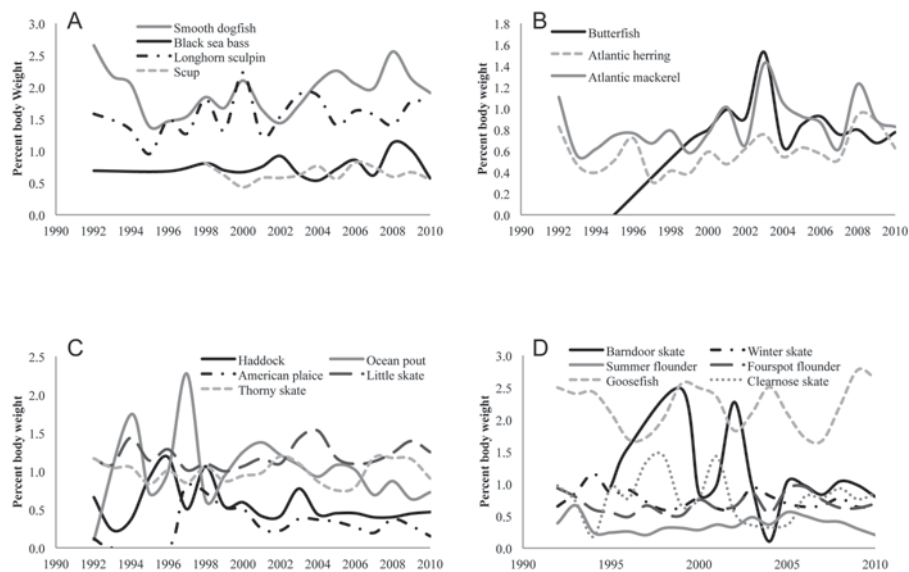 A
Percent body Weight
3.0
2.5
2.0
1.5
1.0
0.5
0.0
Smooth dogfish
Black sea bass
Longhorn sculpin
Scup
1990 1992 1994 1996 1998 2000 2002 2004 2006 2008 2010
B
Percent body weight
1.8
1.6
1.4
1.2
1.0
0.8
0.6
0.4
0.2
0.0
Butterfish
Atlantic herring
Atlantic mackerel
1990 1992 1994 1996 1998 2000 2002 2004 2006 2008 2010
C
Percent body weight
2.5
2.0
1.5
1.0
0.5
0.0
Haddock Ocean pout
American plaice Little skate
Thorny skate
1990 1992 1994 1996 1998 2000 2002 2004 2006 2008 2010
D
Percent body weight
3.0
2.5
2.0
1.5
1.0
0.5
0.0
Barndoor skate Winter skate
Summer flounder Fourspot flounder
Goosefish Clearnose skate
1990 1995 2000 2005 2010